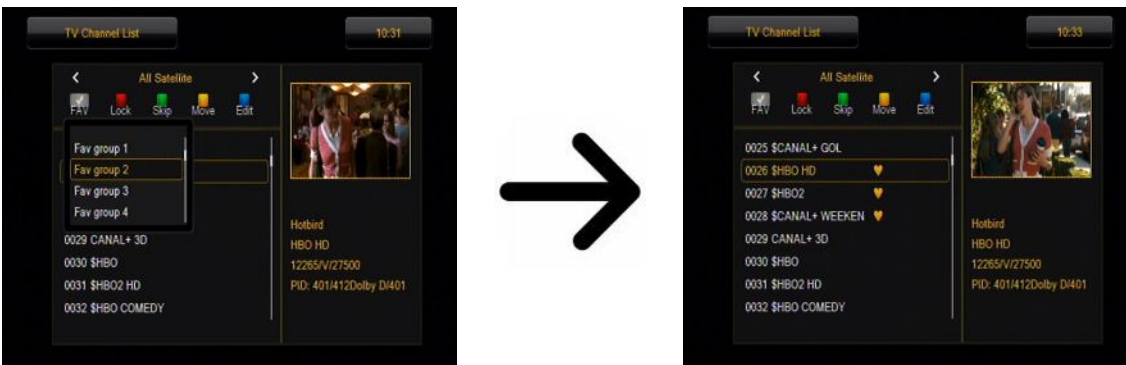 TV Channel List
10:31
All Satellite
FAV Lock Skip Move Edit
Fav group 1
Fav group 2
Fav group 3
Fav group 4
0029 CANAL+ 3D
0030 $HBO
0031 $HBO2 HD
0032 $HBO COMEDY
Hotbird
HBO HD
12265/V/27500
PID: 401/412Dolby D/401
TV Channel List
10:33
All Satellite
FAV Lock Skip Move Edit
0025 $CANAL+ GOL
0026 $HBO HD
0027 $HBO2
0028 $CANAL+ WEEKEN
0029 CANAL+ 3D
0030 $HBO
0031 $HBO2 HD
0032 $HBO COMEDY
Hotbird
HBO HD
12265/V/27500
PID: 401/412Dolby D/401